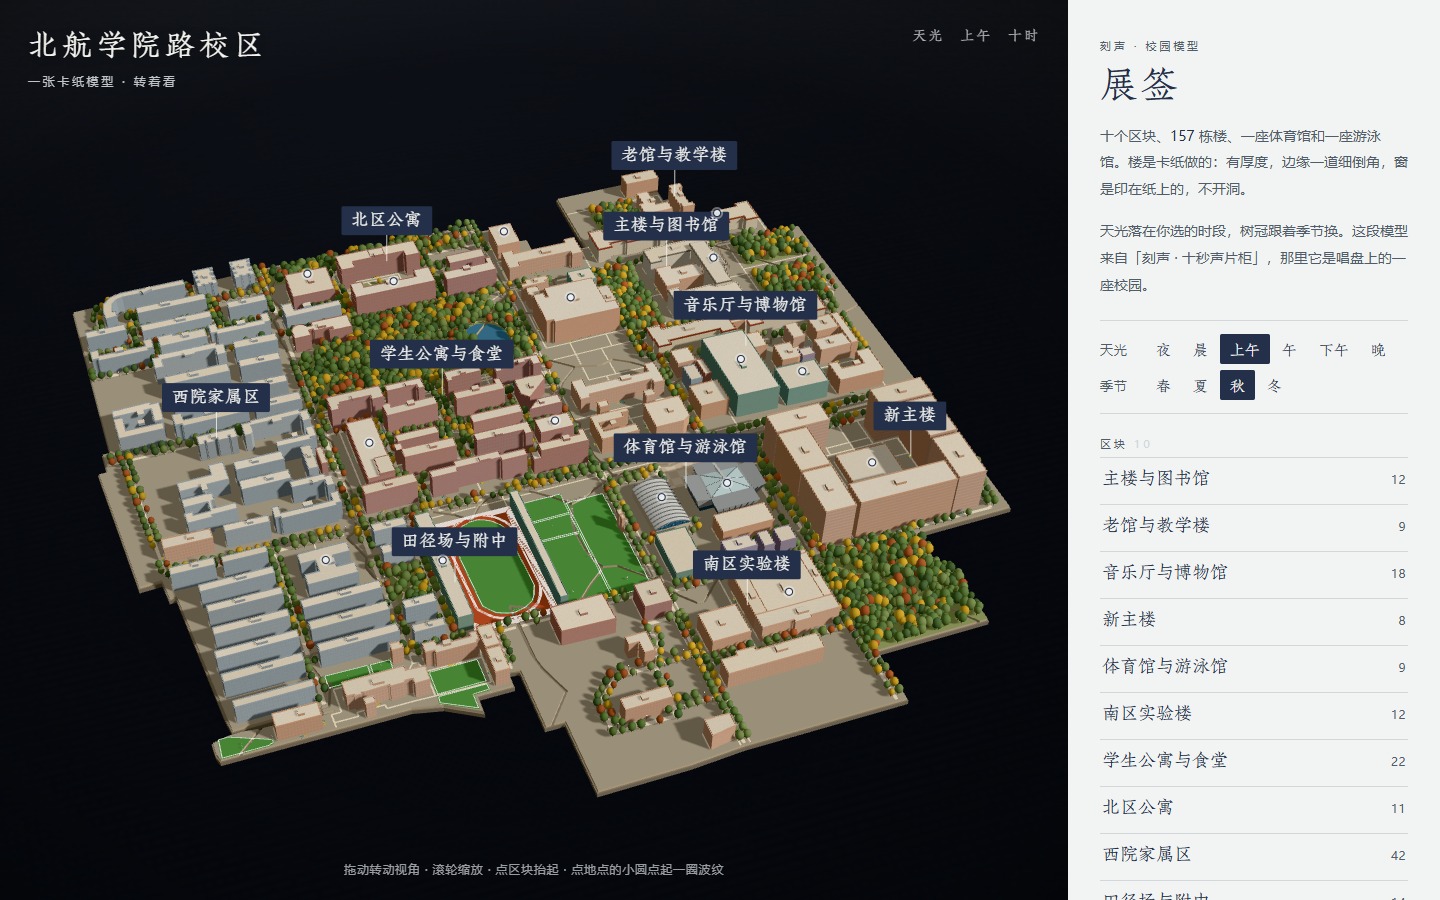 北航学院路校区
一张卡纸模型 · 转着看
天光 上午 十时
老馆与教学楼
北区公寓
主楼与图书馆
音乐厅与博物馆
学生公寓与食堂
西院家属区
新主楼
体育馆与游泳馆
田径场与附中
南区实验楼
拖动转动视角 · 滚轮缩放 · 点区块抬起 · 点地点的小圆点起一圈波纹
刻声 · 校园模型
展签
十个区块、157 栋楼、一座体育馆和一座游泳
馆。楼是卡纸做的：有厚度，边缘一道细倒角，窗
是印在纸上的，不开洞。
天光落在你选的时段，树冠跟着季节换。这段模型
来自「刻声 · 十秒声片柜」，那里它是唱盘上的一
座校园。
天光 夜 晨 上午 午 下午 晚
季节 春 夏 秋 冬
区块 10
主楼与图书馆 12
老馆与教学楼 9
音乐厅与博物馆 18
新主楼 8
体育馆与游泳馆 9
南区实验楼 12
学生公寓与食堂 22
北区公寓 11
西院家属区 42
田径场与附中 14